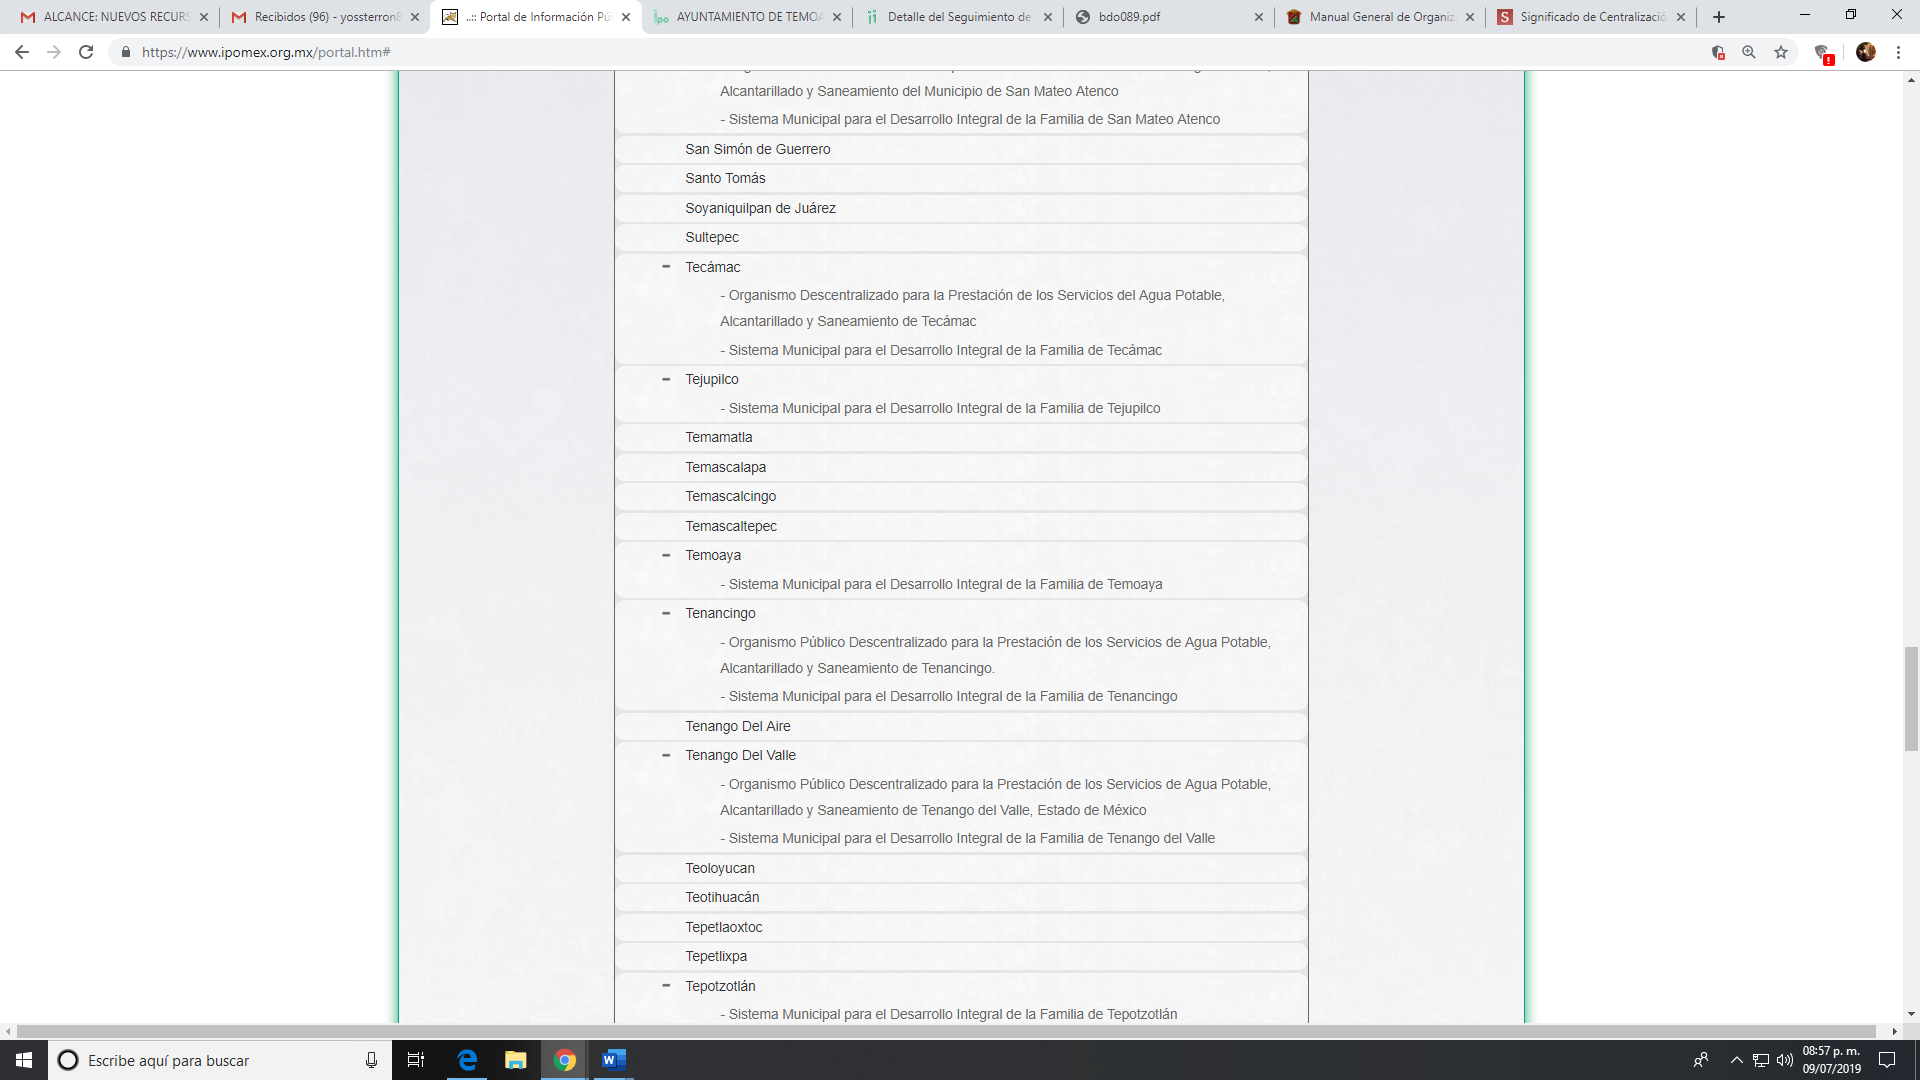 ALCANCE: NUEVOS RECURS
Recibidos (96) - yossterron8
..:: Portal de Información Pú
AYUNTAMIENTO DE TEMOA
Detalle del Seguimiento de
bdo089.pdf
Manual General de Organiz
Significado de Centralizació
https://www.ipomex.org.mx/portal.htm#
Alcantarillado y Saneamiento del Municipio de San Mateo Atenco
- Sistema Municipal para el Desarrollo Integral de la Familia de San Mateo Atenco
San Simón de Guerrero
Santo Tomás
Soyaniquilpan de Juárez
Sultepec
Tecámac
- Organismo Descentralizado para la Prestación de los Servicios del Agua Potable,
Alcantarillado y Saneamiento de Tecámac
- Sistema Municipal para el Desarrollo Integral de la Familia de Tecámac
Tejupilco
- Sistema Municipal para el Desarrollo Integral de la Familia de Tejupilco
Temamatla
Temascalapa
Temascalcingo
Temascaltepec
Temoaya
- Sistema Municipal para el Desarrollo Integral de la Familia de Temoaya
Tenancingo
- Organismo Público Descentralizado para la Prestación de los Servicios de Agua Potable,
Alcantarillado y Saneamiento de Tenancingo.
- Sistema Municipal para el Desarrollo Integral de la Familia de Tenancingo
Tenango Del Aire
Tenango Del Valle
- Organismo Público Descentralizado para la Prestación de los Servicios de Agua Potable,
Alcantarillado y Saneamiento de Tenango del Valle, Estado de México
- Sistema Municipal para el Desarrollo Integral de la Familia de Tenango del Valle
Teoloyucan
Teotihuacán
Tepetlaoxtoc
Tepetlixpa
Tepotzotlán
- Sistema Municipal para el Desarrollo Integral de la Familia de Tepotzotlán
Escribe aquí para buscar
08:57 p. m.
09/07/2019